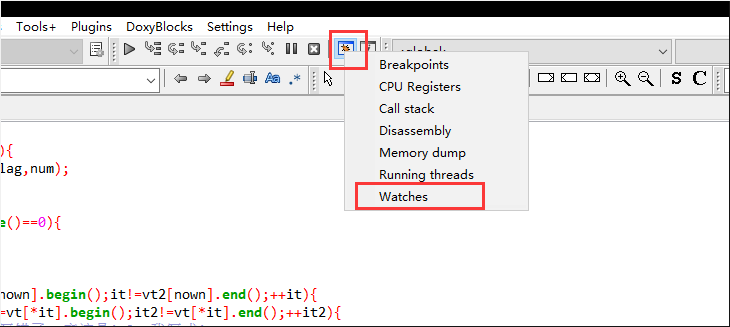 Tools+ Plugins DoxyBlocks Settings Help
Aa .*
S C
Breakpoints
CPU Registers
Call stack
Disassembly
Memory dump
Running threads
Watches
){
lag,num);
e()==0){
nown].begin();it!=vt2[nown].end();++it){
=vt[*it].begin();it2!=vt[*it].end();++it2){